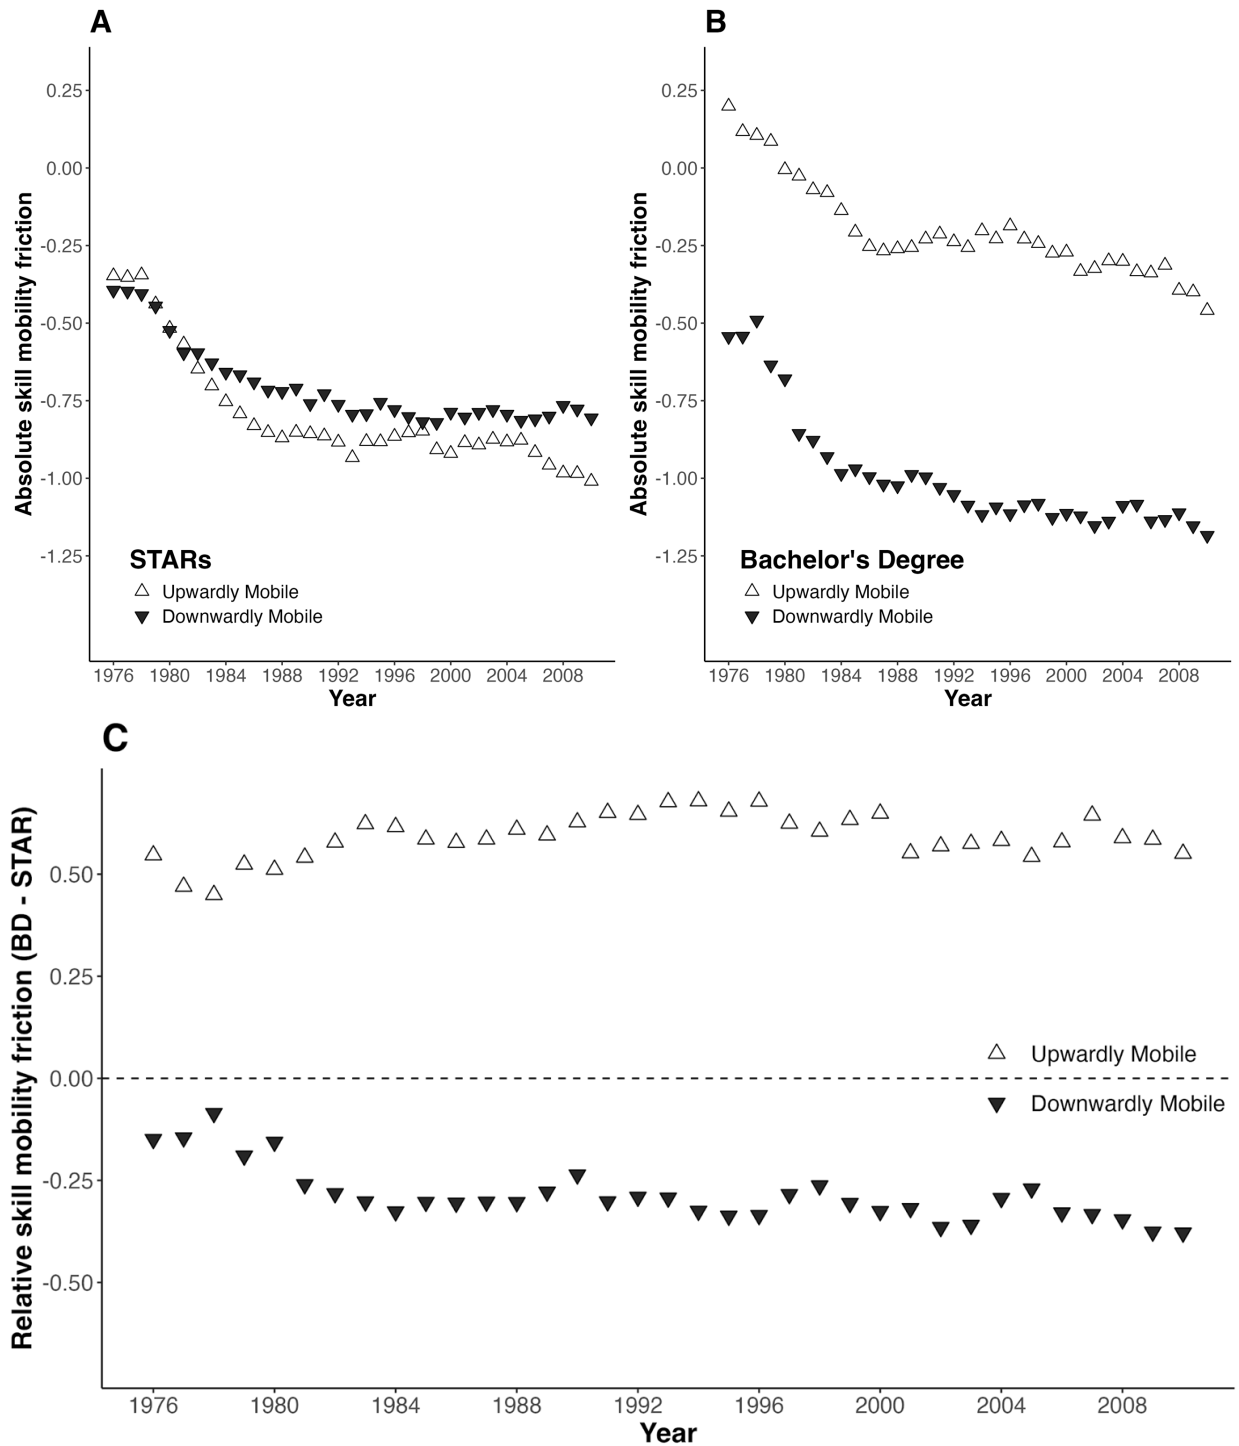 A
Absolute skill mobility friction
0.25
0.00
-0.25
-0.50
-0.75
-1.00
-1.25
STARs
Upwardly Mobile
Downwardly Mobile
1976 1980 1984 1988 1992 1996 2000 2004 2008
Year
B
Absolute skill mobility friction
0.25
0.00
-0.25
-0.50
-0.75
-1.00
-1.25
Bachelor's Degree
Upwardly Mobile
Downwardly Mobile
1976 1980 1984 1988 1992 1996 2000 2004 2008
Year
C
Relative skill mobility friction (BD - STAR)
0.50
0.25
0.00
-0.25
-0.50
Upwardly Mobile
Downwardly Mobile
1976 1980 1984 1988 1992 1996 2000 2004 2008
Year